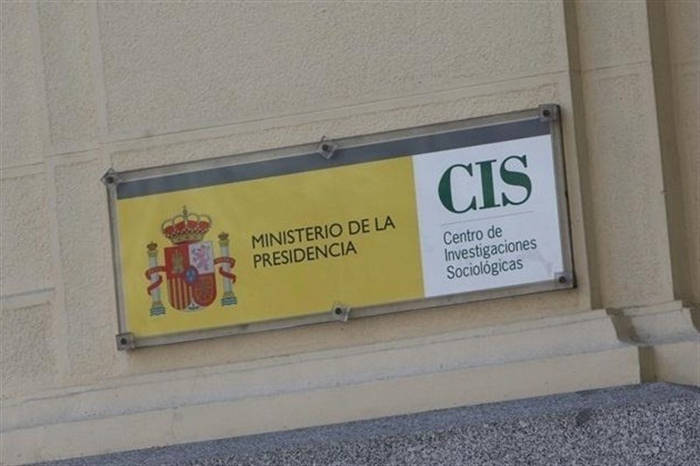 MINISTERIO DE LA
PRESIDENCIA
CIS
Centro de
Investigaciones
Sociológicas